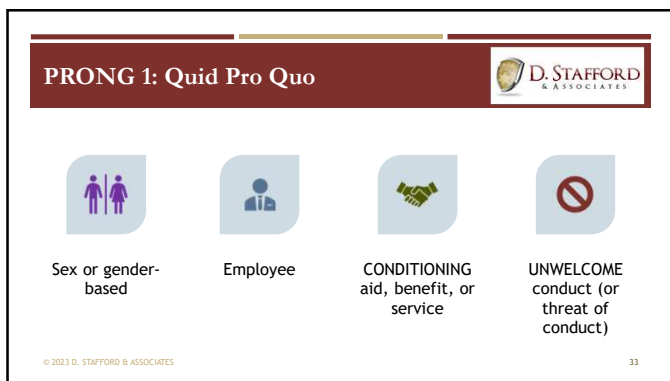 PRONG 1: Quid Pro Quo
D. STAFFORD
& ASSOCIATES
Sex or gender-
based
Employee
CONDITIONING
aid, benefit, or
service
UNWELCOME
conduct (or
threat of
conduct)
© 2023 D. STAFFORD & ASSOCIATES
33